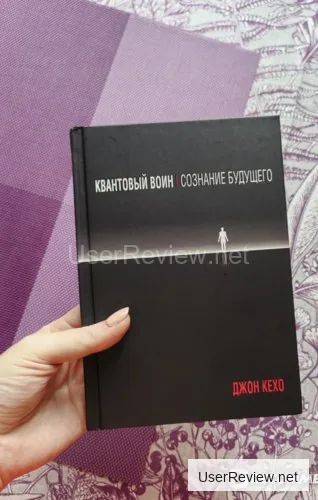 КВАНТОВЫЙ ВОИН | СОЗНАНИЕ БУДУЩЕГО
UserReview.net
ДЖОН КЕХО
UserReview.net